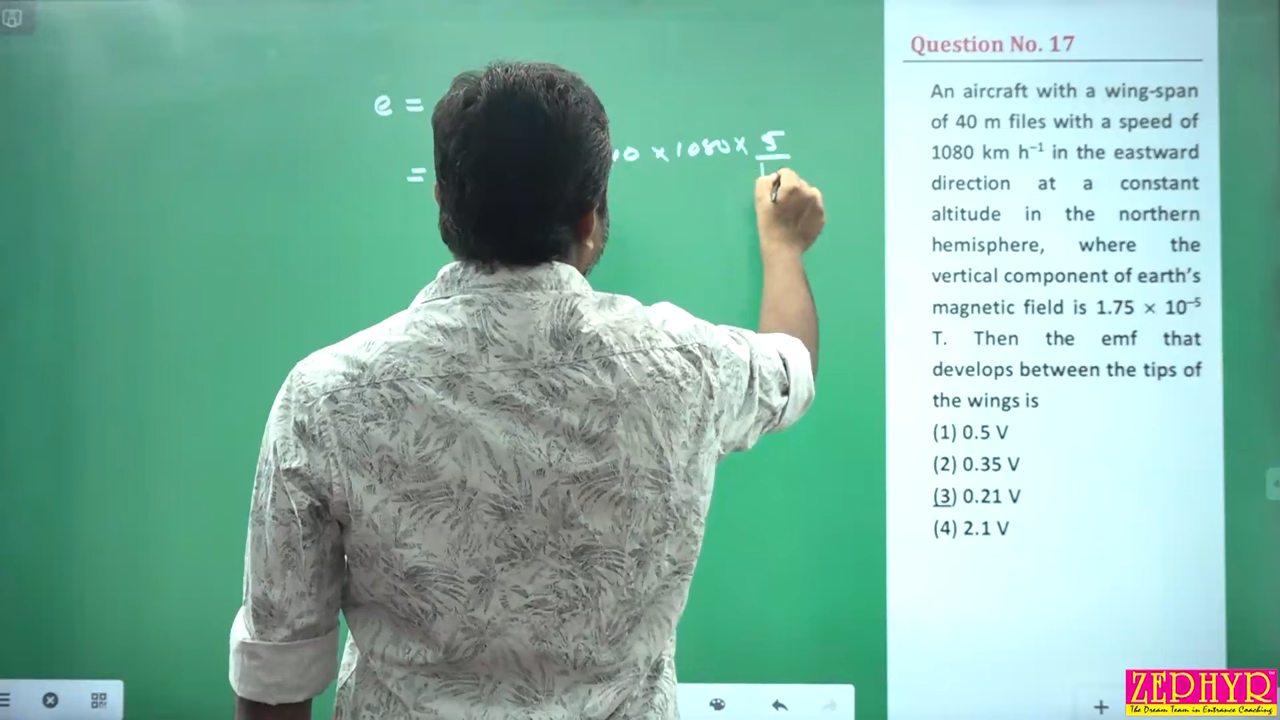 e =
= 10 × 1080 × 5
Question No. 17
An aircraft with a wing-span
of 40 m files with a speed of
1080 km h⁻¹ in the eastward
direction at a constant
altitude in the northern
hemisphere, where the
vertical component of earth's
magnetic field is 1.75 × 10⁻⁵
T. Then the emf that
develops between the tips of
the wings is
(1) 0.5 V
(2) 0.35 V
(3) 0.21 V
(4) 2.1 V
ZEPHYR
The Dream Team in Entrance Coaching